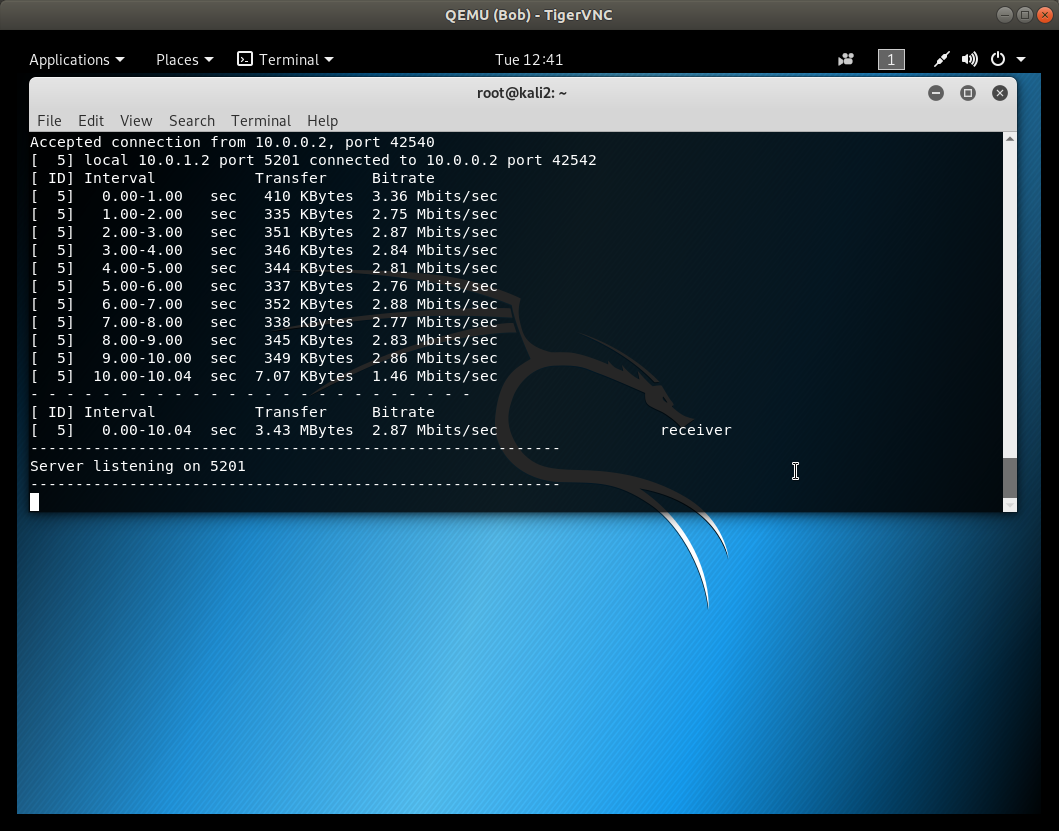 QEMU (Bob) - TigerVNC
Applications Places Terminal Tue 12:41 1
root@kali2: ~
File Edit View Search Terminal Help
Accepted connection from 10.0.0.2, port 42540
[  5] local 10.0.1.2 port 5201 connected to 10.0.0.2 port 42542
[ ID] Interval           Transfer     Bitrate
[  5]   0.00-1.00   sec   410 KBytes  3.36 Mbits/sec
[  5]   1.00-2.00   sec   335 KBytes  2.75 Mbits/sec
[  5]   2.00-3.00   sec   351 KBytes  2.87 Mbits/sec
[  5]   3.00-4.00   sec   346 KBytes  2.84 Mbits/sec
[  5]   4.00-5.00   sec   344 KBytes  2.81 Mbits/sec
[  5]   5.00-6.00   sec   337 KBytes  2.76 Mbits/sec
[  5]   6.00-7.00   sec   352 KBytes  2.88 Mbits/sec
[  5]   7.00-8.00   sec   338 KBytes  2.77 Mbits/sec
[  5]   8.00-9.00   sec   345 KBytes  2.83 Mbits/sec
[  5]   9.00-10.00  sec   349 KBytes  2.86 Mbits/sec
[  5]  10.00-10.04  sec  7.07 KBytes  1.46 Mbits/sec
- - - - - - - - - - - - - - - - - - - - - - - - -
[ ID] Interval           Transfer     Bitrate
[  5]   0.00-10.04  sec  3.43 MBytes  2.87 Mbits/sec                  receiver
-----------------------------------------------------------
Server listening on 5201
-----------------------------------------------------------